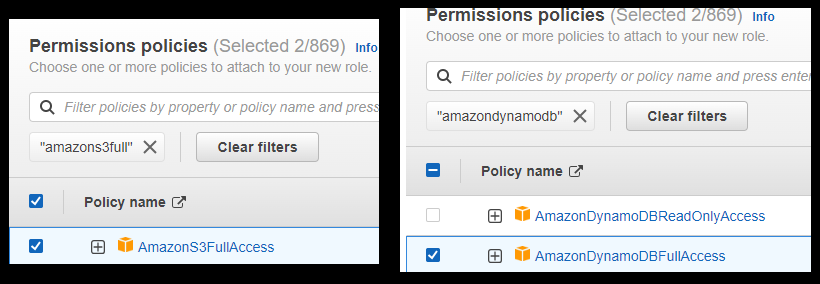 Permissions policies (Selected 2/869) Info
Choose one or more policies to attach to your new role.
Filter policies by property or policy name and press
"amazons3full"
Clear filters
Policy name
AmazonS3FullAccess
Permissions policies (Selected 2/869) Info
Choose one or more policies to attach to your new role.
Filter policies by property or policy name and press ente
"amazondynamodb"
Clear filters
Policy name
AmazonDynamoDBReadOnlyAccess
AmazonDynamoDBFullAccess